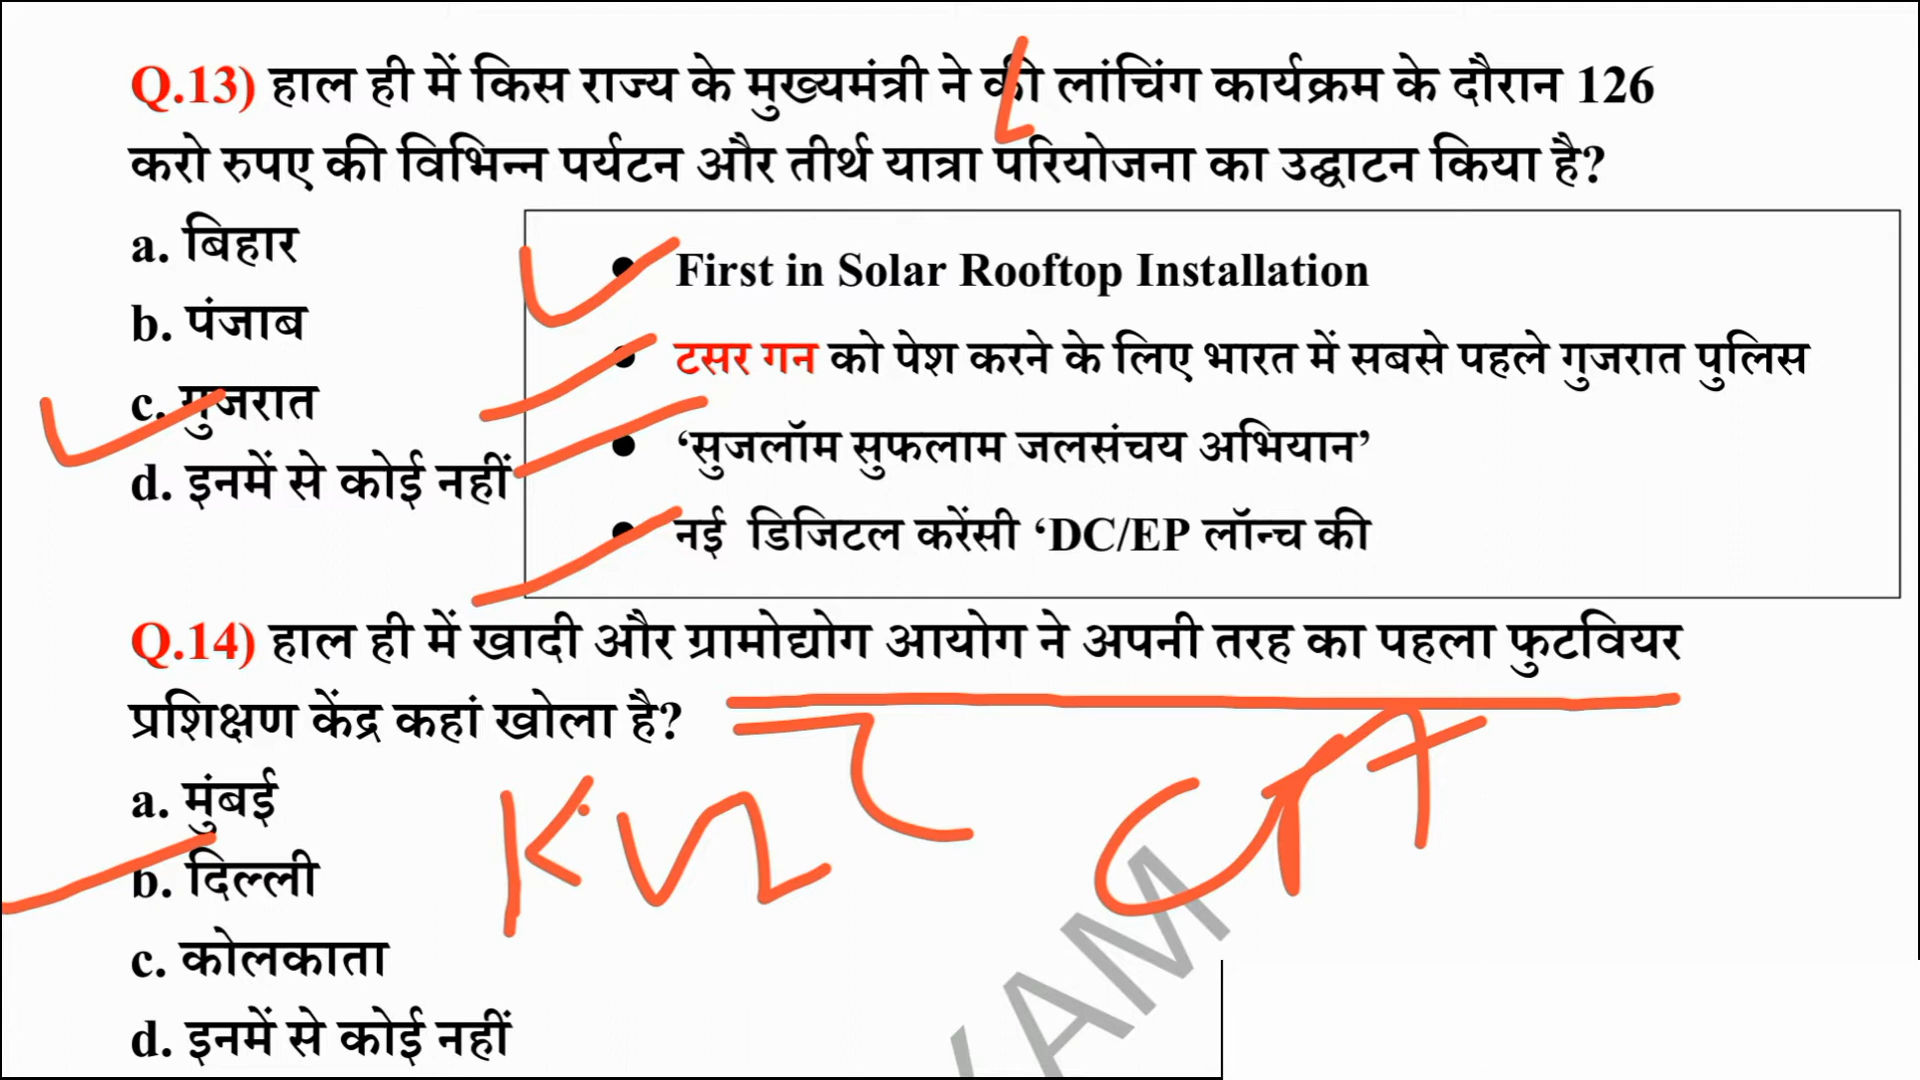 Q.13) हाल ही में किस राज्य के मुख्यमंत्री ने की लांचिंग कार्यक्रम के दौरान 126
करो रुपए की विभिन्न पर्यटन और तीर्थ यात्रा परियोजना का उद्घाटन किया है?
a. बिहार
b. पंजाब
c. गुजरात
d. इनमें से कोई नहीं
• First in Solar Rooftop Installation
• टसर गन को पेश करने के लिए भारत में सबसे पहले गुजरात पुलिस
• ‘सुजलॉम सुफलाम जलसंचय अभियान’
• नई डिजिटल करेंसी ‘DC/EP लॉन्च की
Q.14) हाल ही में खादी और ग्रामोद्योग आयोग ने अपनी तरह का पहला फुटवियर
प्रशिक्षण केंद्र कहां खोला है?
a. मुंबई
b. दिल्ली
c. कोलकाता
d. इनमें से कोई नहीं